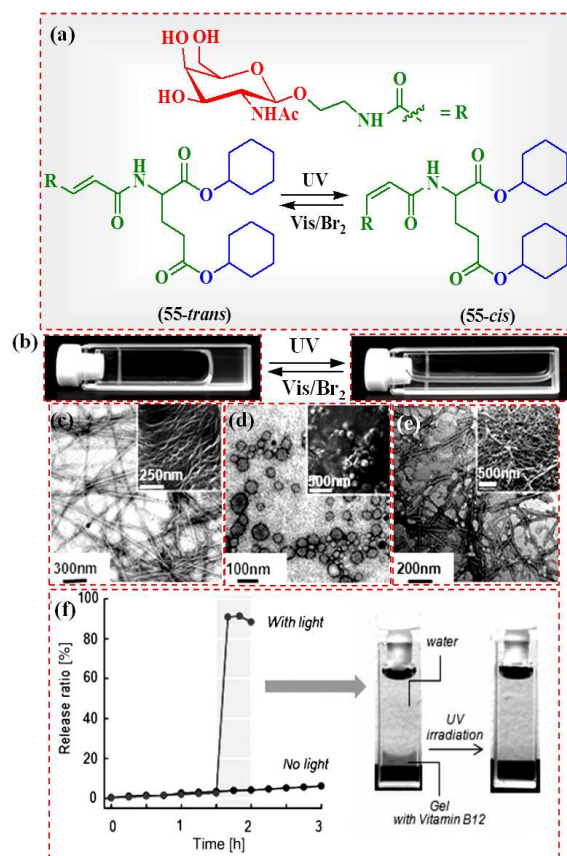 (a)
HO OH
O
HO
NHAc
O
NH
O
= R
R
H
N
O
O
O
O
O
UV
Vis/Br2
H
N
O
O
R
O
O
O
(55-trans)
(55-cis)
(b)
UV
Vis/Br2
(c)
250nm
300nm
(d)
500nm
100nm
(e)
500nm
200nm
(f)
Release ratio [%]
100
80
60
40
20
0
With light
No light
0
1
2
3
Time [h]
water
UV
irradiation
Gel
with Vitamin B12